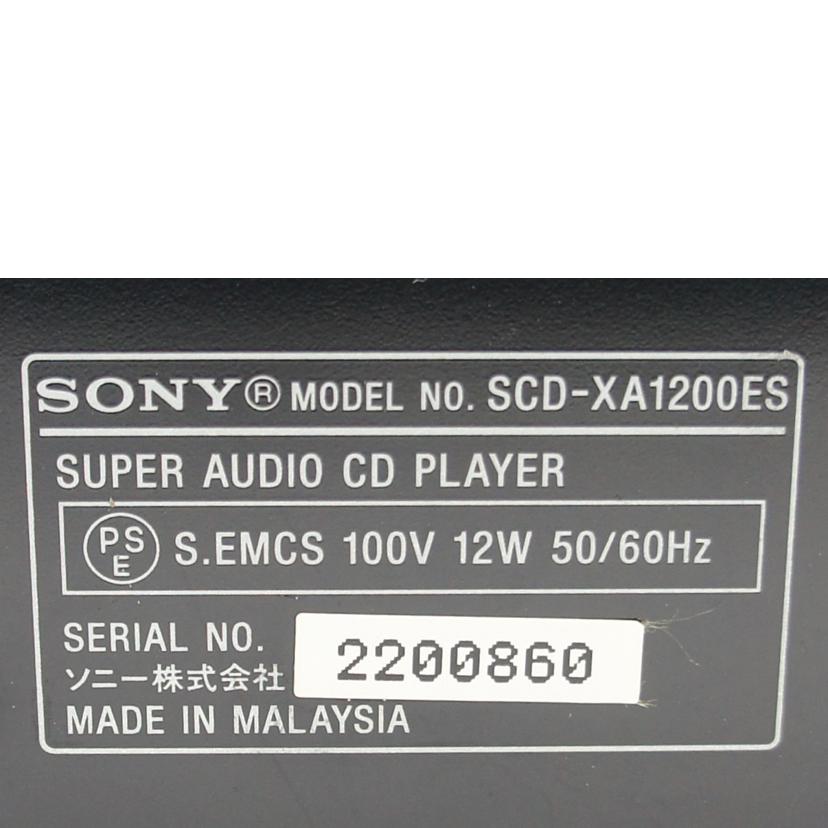 SONY® MODEL NO. SCD-XA1200ES
SUPER AUDIO CD PLAYER
PSE S.EMCS 100V 12W 50/60Hz
SERIAL NO. 2200860
ソニー株式会社
MADE IN MALAYSIA